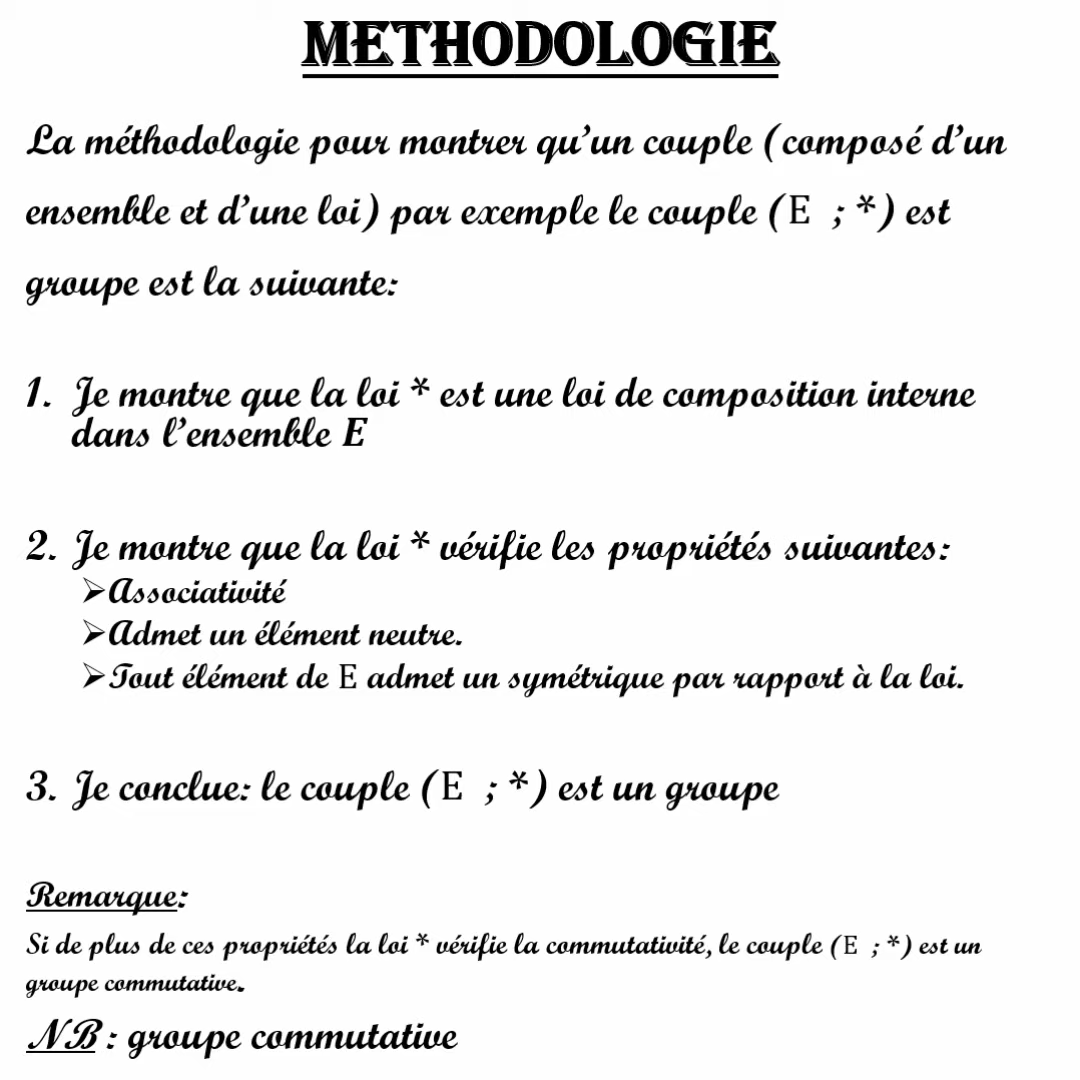 METHODOLOGIE
La méthodologie pour montrer qu’un couple (composé d’un
ensemble et d’une loi) par exemple le couple (E ; *) est
groupe est la suivante:
1. Je montre que la loi * est une loi de composition interne
dans l’ensemble E
2. Je montre que la loi * vérifie les propriétés suivantes:
➢Associativité
➢Admet un élément neutre.
➢Tout élément de E admet un symétrique par rapport à la loi.
3. Je conclue: le couple (E ; *) est un groupe
Remarque:
Si de plus de ces propriétés la loi * vérifie la commutativité, le couple (E ; *) est un
groupe commutative.
NB : groupe commutative